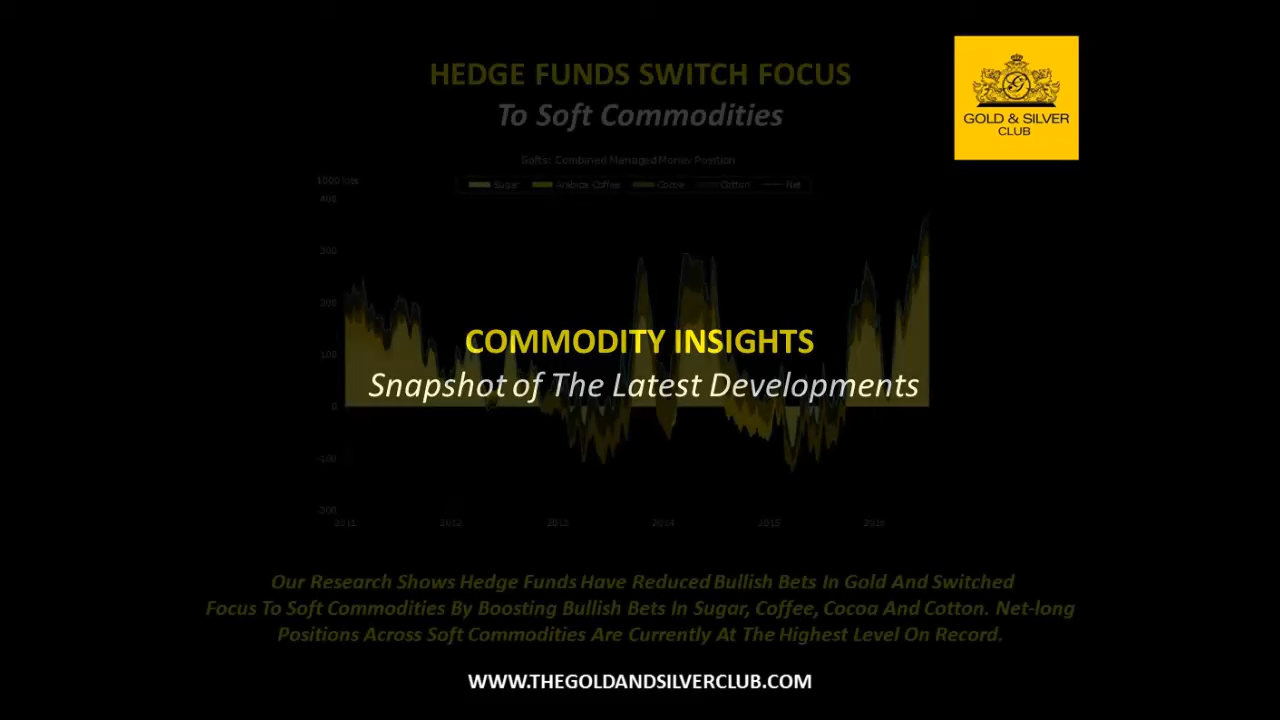 HEDGE FUNDS SWITCH FOCUS
To Soft Commodities
GOLD & SILVER
CLUB
Softs: Combined Managed Money Position
1000 lots
Sugar Arabica Coffee Cocoa Cotton Net
400
300
200
100
0
-100
-200
2011 2012 2013 2014 2015 2016
COMMODITY INSIGHTS
Snapshot of The Latest Developments
Our Research Shows Hedge Funds Have Reduced Bullish Bets In Gold And Switched
Focus To Soft Commodities By Boosting Bullish Bets In Sugar, Coffee, Cocoa And Cotton. Net-long
Positions Across Soft Commodities Are Currently At The Highest Level On Record.
WWW.THEGOLDANDSILVERCLUB.COM